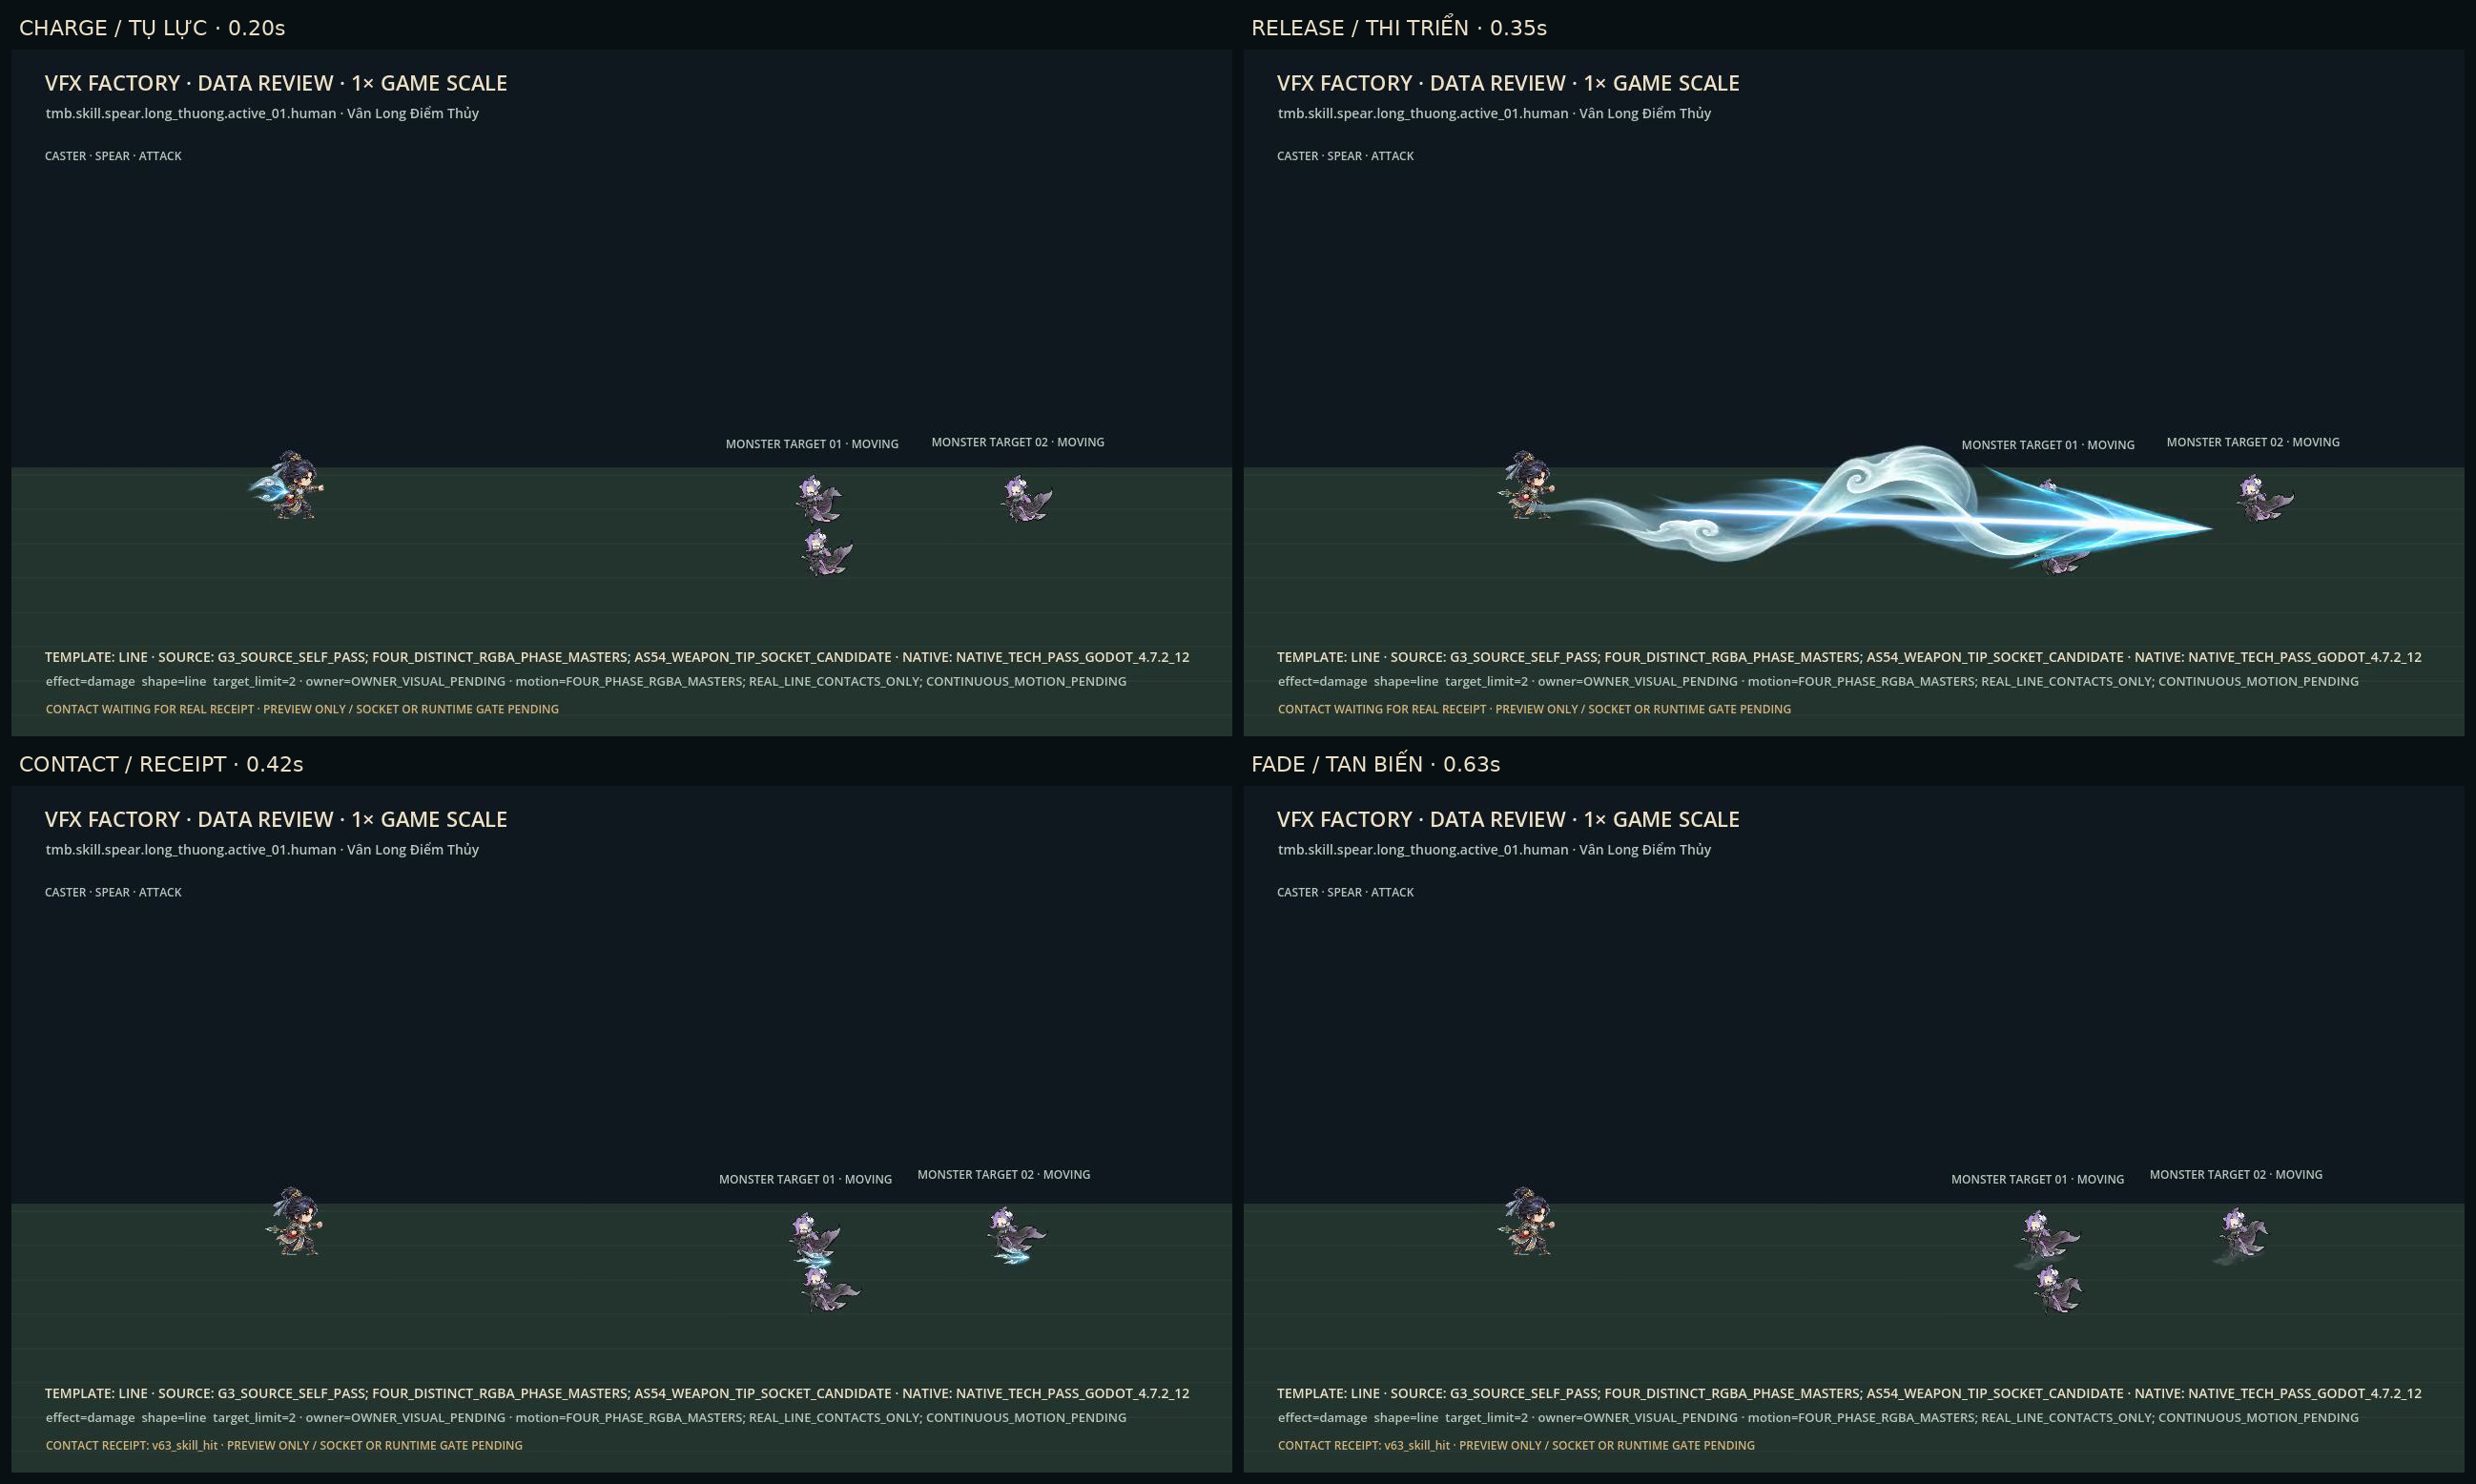 CHARGE / TỤ LỰC · 0.20s
VFX FACTORY · DATA REVIEW · 1× GAME SCALE
tmb.skill.spear.long_thuong.active_01.human · Vân Long Điểm Thủy
CASTER · SPEAR · ATTACK
MONSTER TARGET 01 · MOVING
MONSTER TARGET 02 · MOVING
TEMPLATE: LINE · SOURCE: G3_SOURCE_SELF_PASS; FOUR_DISTINCT_RGBA_PHASE_MASTERS; AS54_WEAPON_TIP_SOCKET_CANDIDATE · NATIVE: NATIVE_TECH_PASS_GODOT_4.7.2_12
effect=damage shape=line target_limit=2 · owner=OWNER_VISUAL_PENDING · motion=FOUR_PHASE_RGBA_MASTERS; REAL_LINE_CONTACTS_ONLY; CONTINUOUS_MOTION_PENDING
CONTACT WAITING FOR REAL RECEIPT · PREVIEW ONLY / SOCKET OR RUNTIME GATE PENDING
RELEASE / THI TRIỂN · 0.35s
VFX FACTORY · DATA REVIEW · 1× GAME SCALE
tmb.skill.spear.long_thuong.active_01.human · Vân Long Điểm Thủy
CASTER · SPEAR · ATTACK
MONSTER TARGET 01 · MOVING
MONSTER TARGET 02 · MOVING
TEMPLATE: LINE · SOURCE: G3_SOURCE_SELF_PASS; FOUR_DISTINCT_RGBA_PHASE_MASTERS; AS54_WEAPON_TIP_SOCKET_CANDIDATE · NATIVE: NATIVE_TECH_PASS_GODOT_4.7.2_12
effect=damage shape=line target_limit=2 · owner=OWNER_VISUAL_PENDING · motion=FOUR_PHASE_RGBA_MASTERS; REAL_LINE_CONTACTS_ONLY; CONTINUOUS_MOTION_PENDING
CONTACT WAITING FOR REAL RECEIPT · PREVIEW ONLY / SOCKET OR RUNTIME GATE PENDING
CONTACT / RECEIPT · 0.42s
VFX FACTORY · DATA REVIEW · 1× GAME SCALE
tmb.skill.spear.long_thuong.active_01.human · Vân Long Điểm Thủy
CASTER · SPEAR · ATTACK
MONSTER TARGET 01 · MOVING
MONSTER TARGET 02 · MOVING
TEMPLATE: LINE · SOURCE: G3_SOURCE_SELF_PASS; FOUR_DISTINCT_RGBA_PHASE_MASTERS; AS54_WEAPON_TIP_SOCKET_CANDIDATE · NATIVE: NATIVE_TECH_PASS_GODOT_4.7.2_12
effect=damage shape=line target_limit=2 · owner=OWNER_VISUAL_PENDING · motion=FOUR_PHASE_RGBA_MASTERS; REAL_LINE_CONTACTS_ONLY; CONTINUOUS_MOTION_PENDING
CONTACT RECEIPT: v63_skill_hit · PREVIEW ONLY / SOCKET OR RUNTIME GATE PENDING
FADE / TAN BIẾN · 0.63s
VFX FACTORY · DATA REVIEW · 1× GAME SCALE
tmb.skill.spear.long_thuong.active_01.human · Vân Long Điểm Thủy
CASTER · SPEAR · ATTACK
MONSTER TARGET 01 · MOVING
MONSTER TARGET 02 · MOVING
TEMPLATE: LINE · SOURCE: G3_SOURCE_SELF_PASS; FOUR_DISTINCT_RGBA_PHASE_MASTERS; AS54_WEAPON_TIP_SOCKET_CANDIDATE · NATIVE: NATIVE_TECH_PASS_GODOT_4.7.2_12
effect=damage shape=line target_limit=2 · owner=OWNER_VISUAL_PENDING · motion=FOUR_PHASE_RGBA_MASTERS; REAL_LINE_CONTACTS_ONLY; CONTINUOUS_MOTION_PENDING
CONTACT RECEIPT: v63_skill_hit · PREVIEW ONLY / SOCKET OR RUNTIME GATE PENDING